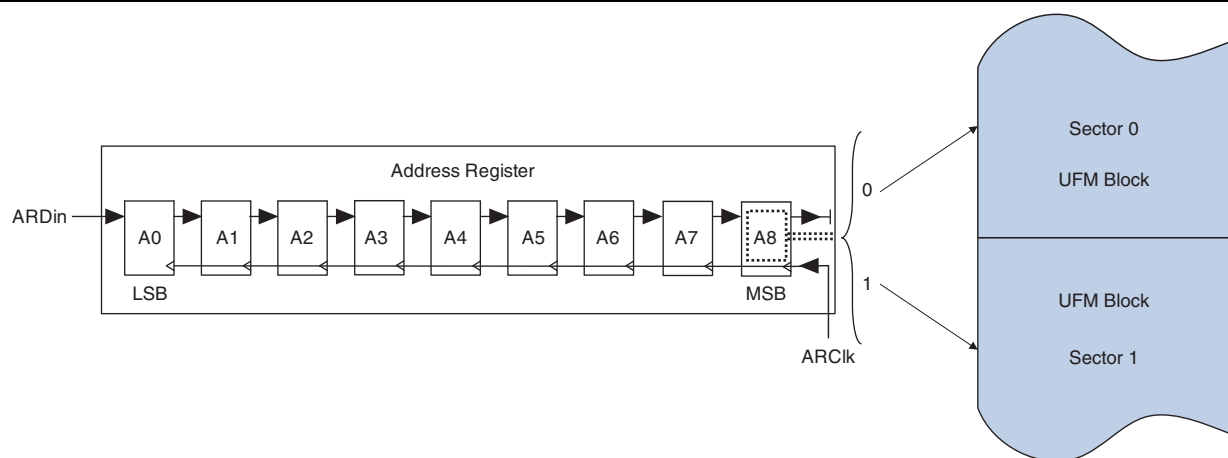 Address Register
ARDin
A0
A1
A2
A3
A4
A5
A6
A7
A8
LSB
MSB
ARClk
0
1
Sector 0
UFM Block
UFM Block
Sector 1